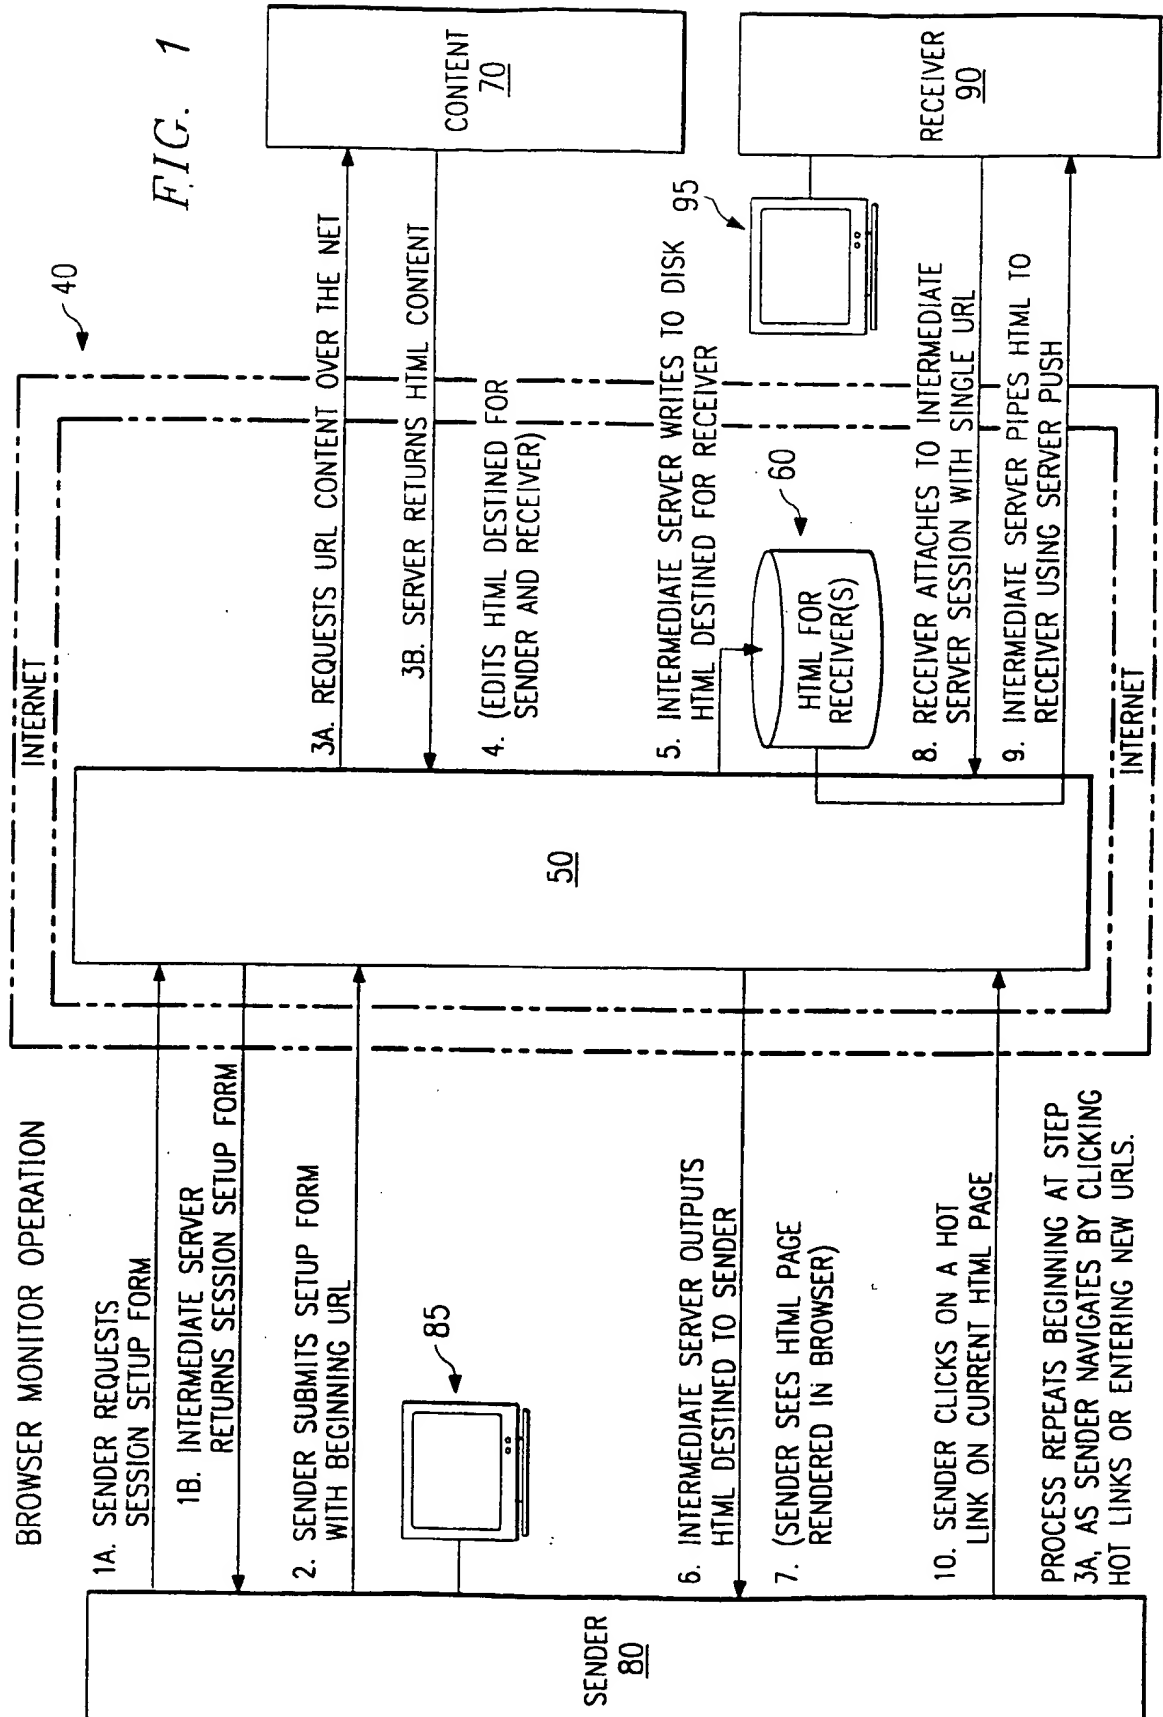 FIG. 1
BROWSER MONITOR OPERATION
40
INTERNET
1A. SENDER REQUESTS
SESSION SETUP FORM
1B. INTERMEDIATE SERVER
RETURNS SESSION SETUP FORM
2. SENDER SUBMITS SETUP FORM
WITH BEGINNING URL
85
3A. REQUESTS URL CONTENT OVER THE NET
3B. SERVER RETURNS HTML CONTENT
4. (EDITS HTML DESTINED FOR
SENDER AND RECEIVER)
CONTENT
70
SENDER
80
50
5. INTERMEDIATE SERVER WRITES TO DISK
HTML DESTINED FOR RECEIVER
HTML FOR
RECEIVER(S)
60
95
RECEIVER
90
6. INTERMEDIATE SERVER OUTPUTS
HTML DESTINED TO SENDER
7. (SENDER SEES HTML PAGE
RENDERED IN BROWSER)
8. RECEIVER ATTACHES TO INTERMEDIATE
SERVER SESSION WITH SINGLE URL
9. INTERMEDIATE SERVER PIPES HTML TO
RECEIVER USING SERVER PUSH
10. SENDER CLICKS ON A HOT
LINK ON CURRENT HTML PAGE
PROCESS REPEATS BEGINNING AT STEP
3A, AS SENDER NAVIGATES BY CLICKING
HOT LINKS OR ENTERING NEW URLS.
INTERNET